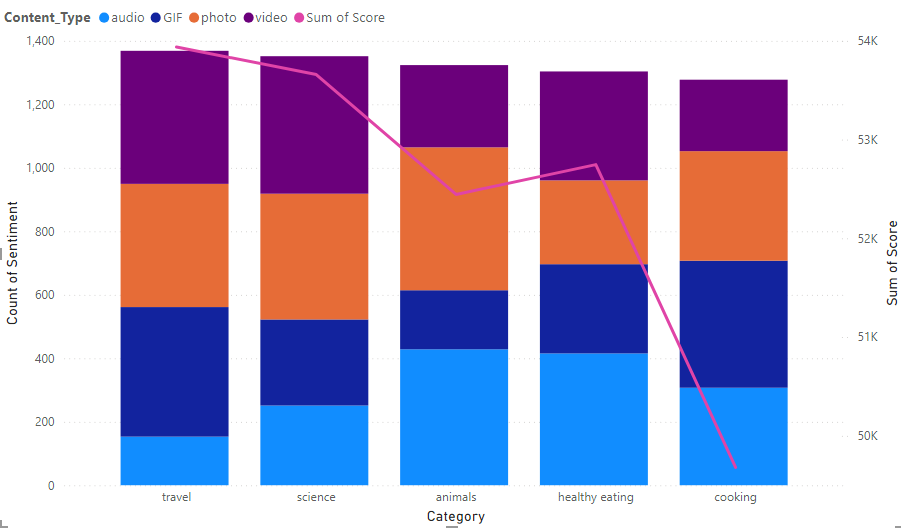 Content_Type audio GIF photo video Sum of Score
1,400
1,200
1,000
800
600
400
200
0
Count of Sentiment
54K
53K
52K
51K
50K
Sum of Score
travel science animals healthy eating cooking
Category